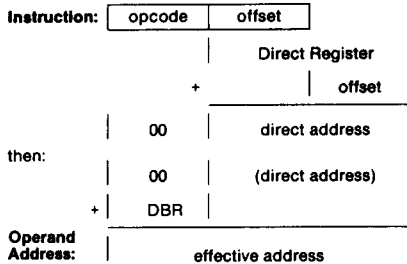 Instruction: opcode offset
Direct Register
+ offset
00 direct address
then:
00 (direct address)
+ DBR
Operand
Address: effective address